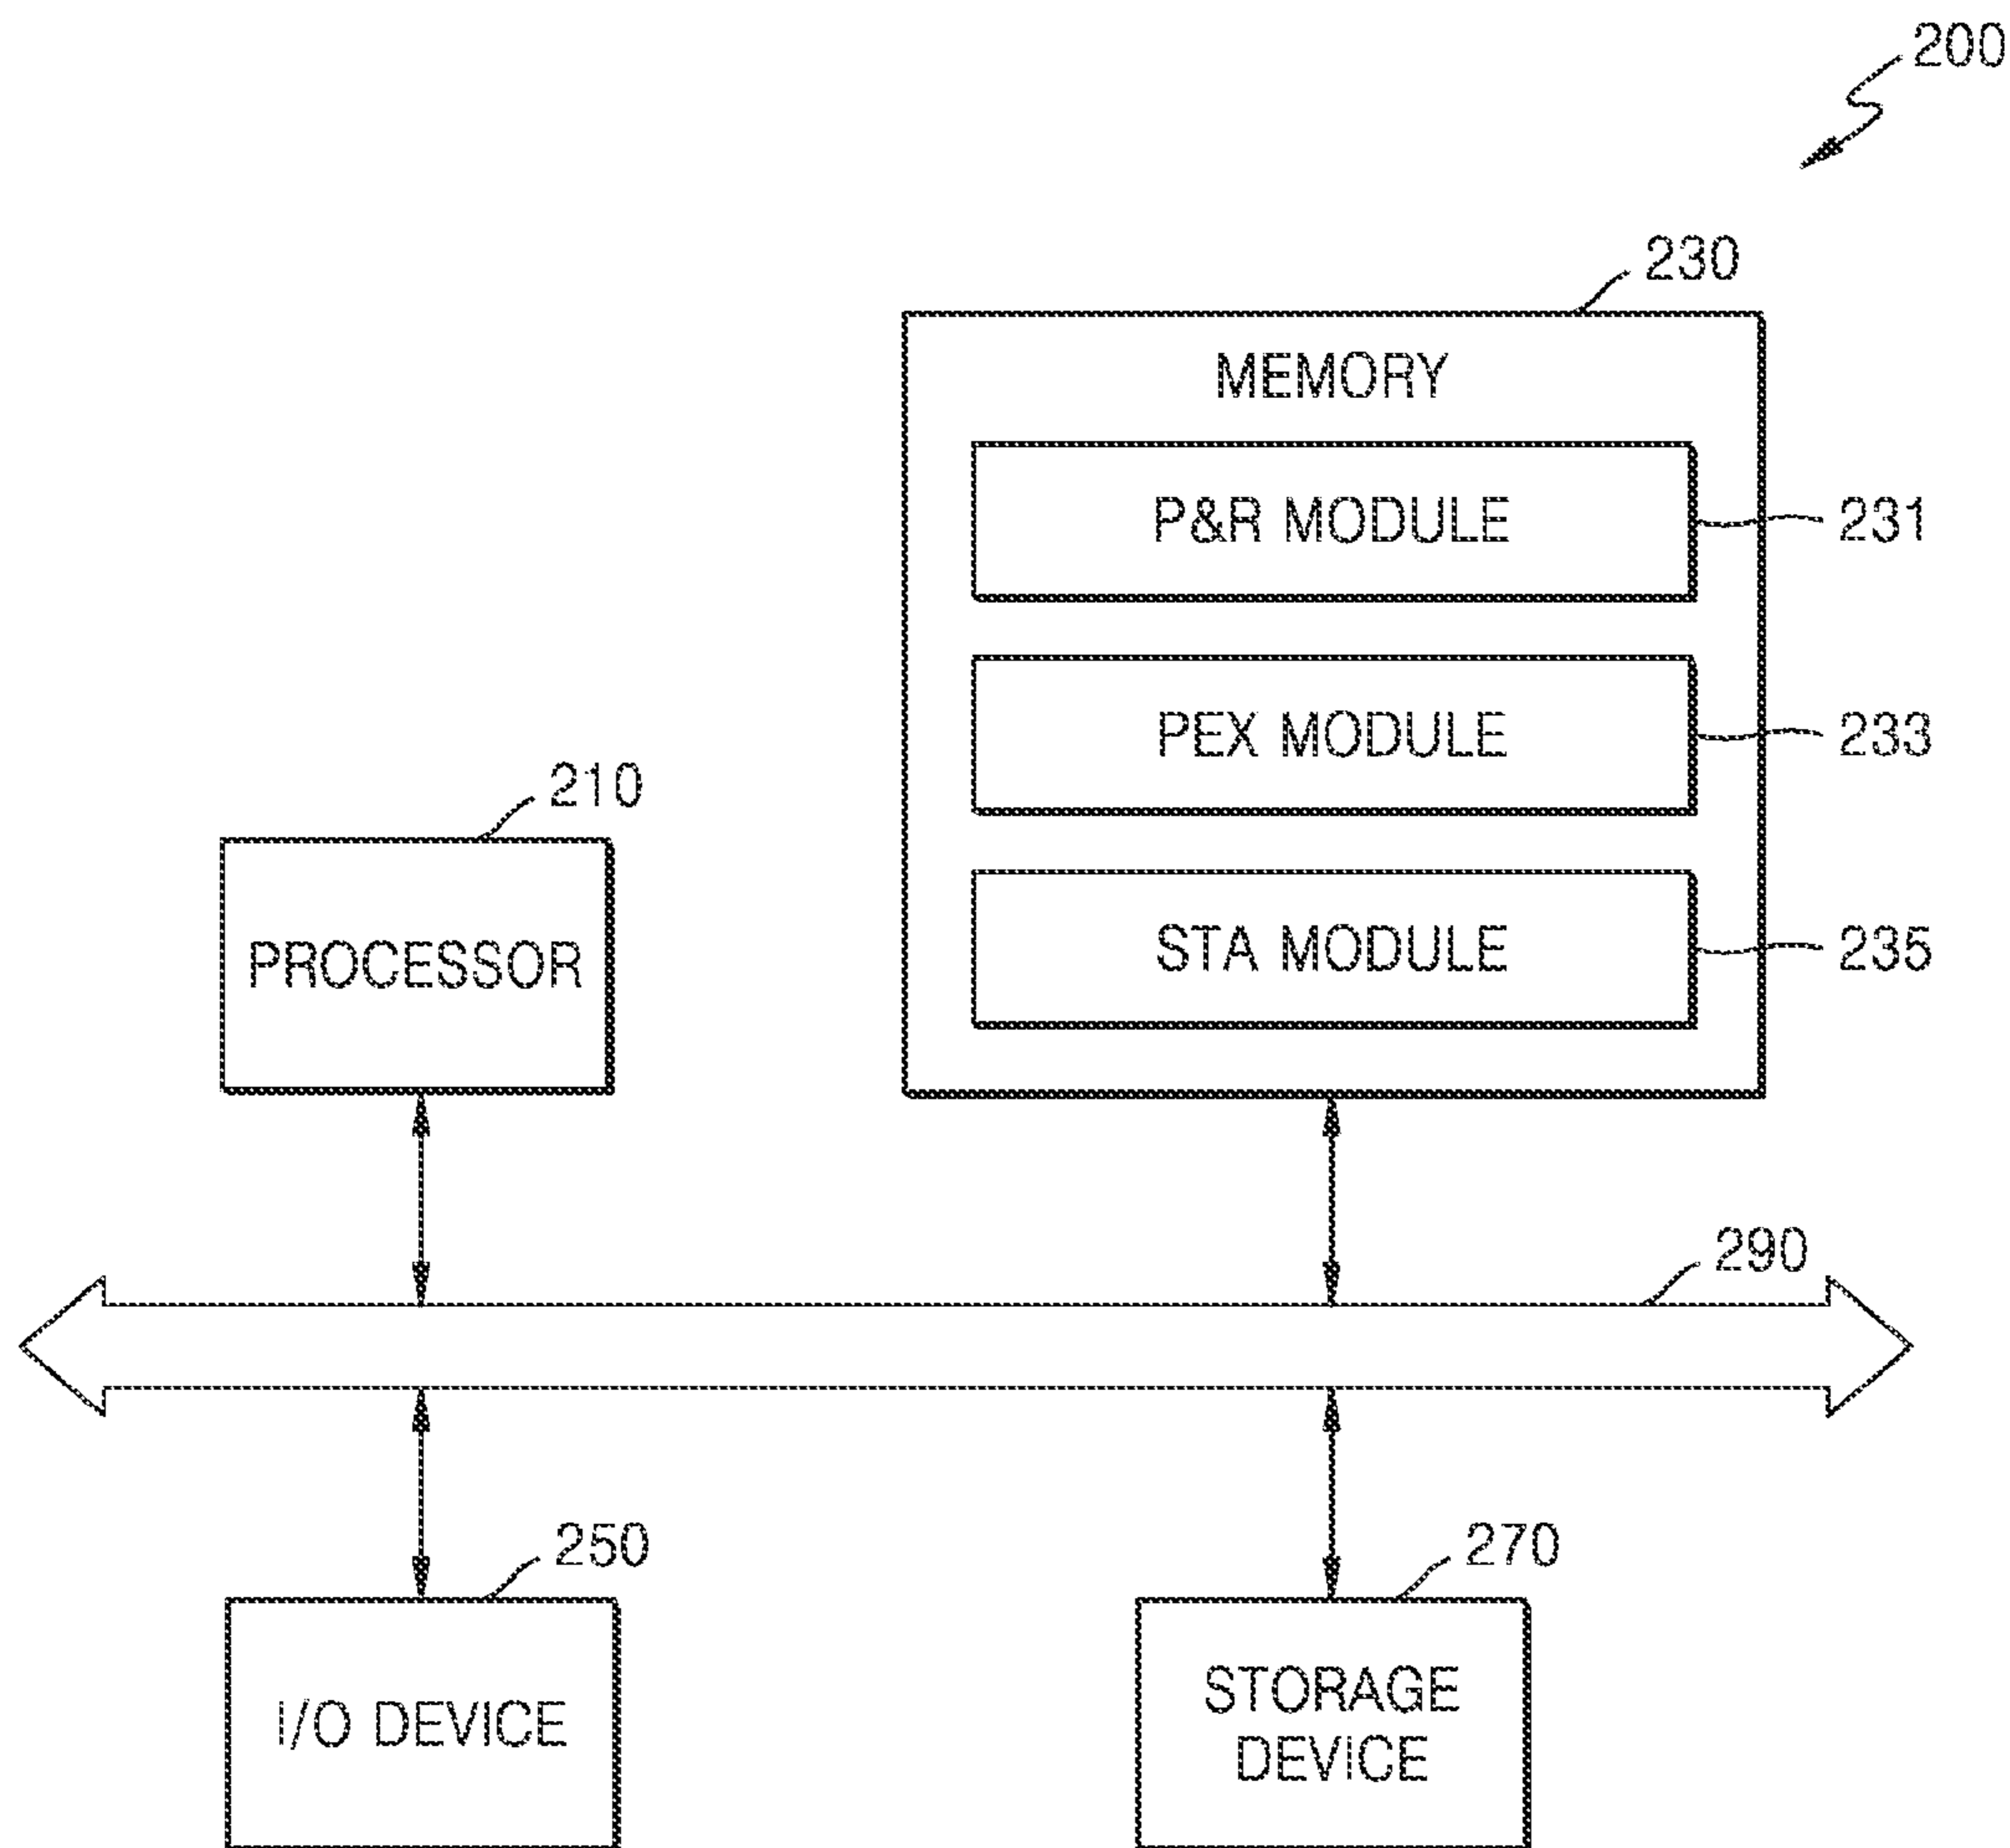 200
230
MEMORY
P&R MODULE
231
PEX MODULE
233
210
PROCESSOR
STA MODULE
235
290
250
I/O DEVICE
270
STORAGE
DEVICE